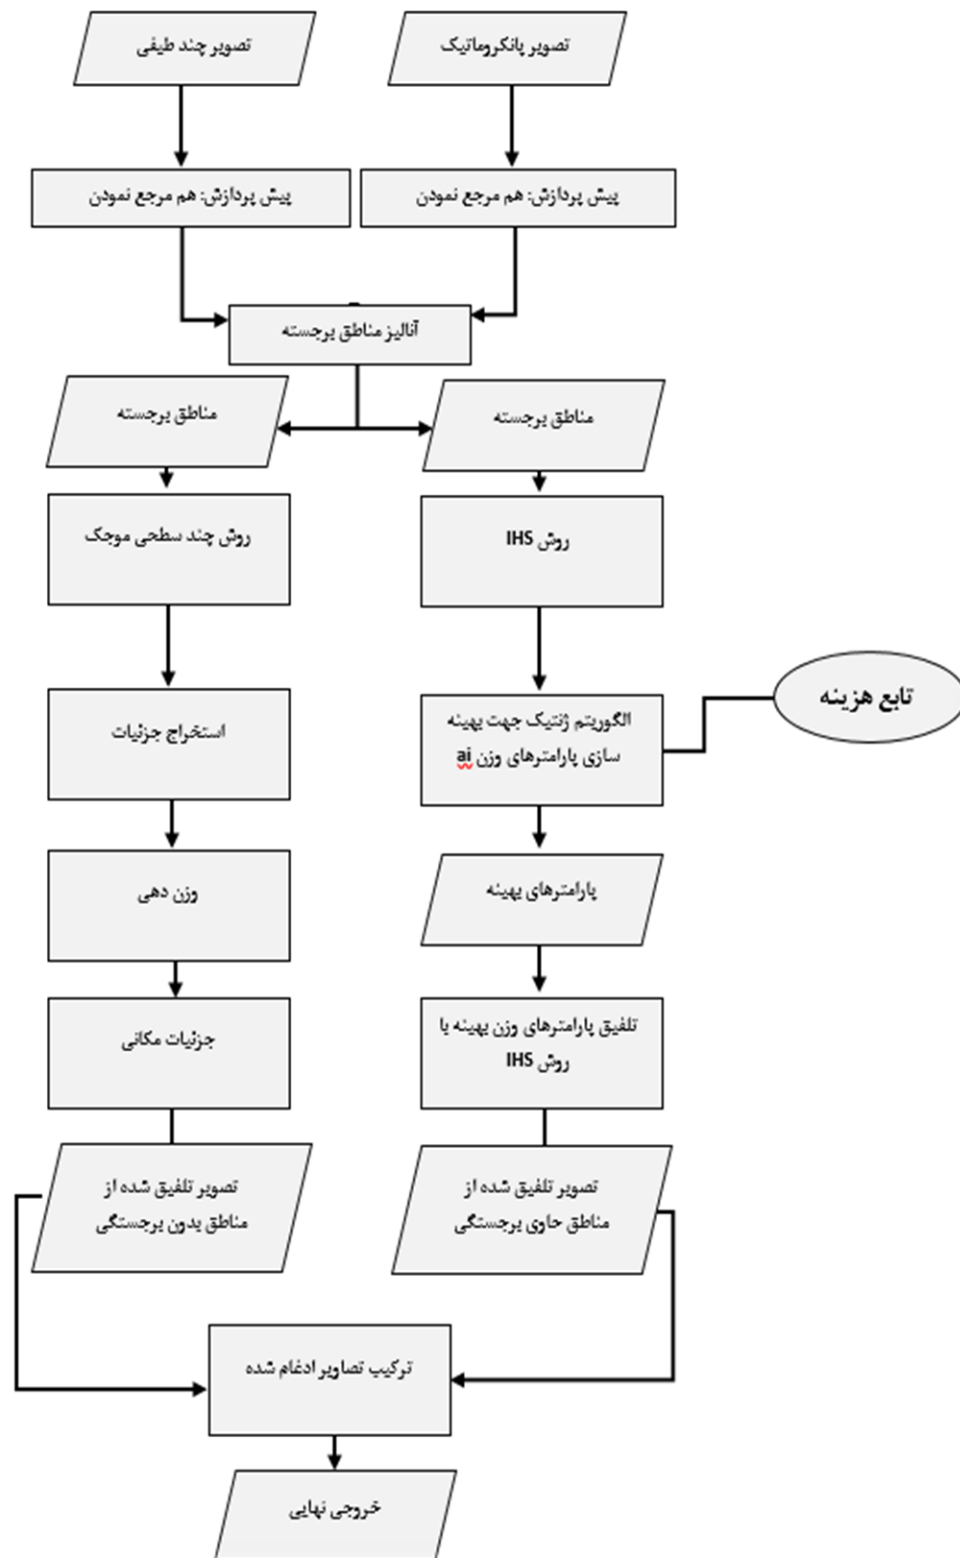 تصویر پانکروماتیک
تصویر چند طیفی
پیش پردازش: هم مرجع نمودن
پیش پردازش: هم مرجع نمودن
آنالیز مناطق برجسته
مناطق برجسته
مناطق برجسته
روش IHS
روش چند سطحی موجک
تابع هزینه
الگوریتم ژنتیک جهت بهینه
سازی پارامترهای وزن ai
استخراج جزئیات
پارامترهای بهینه
وزن دهی
تلفیق پارامترهای وزن بهینه با
روش IHS
جزئیات مکانی
تصویر تلفیق شده از
مناطق حاوی برجستگی
تصویر تلفیق شده از
مناطق بدون برجستگی
ترکیب تصاویر ادغام شده
خروجی نهایی